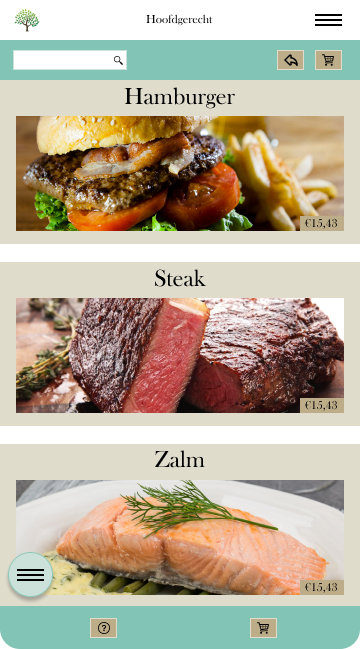 Hoofdgerecht
Hamburger
€15,43
Steak
€15,43
Zalm
€15,43